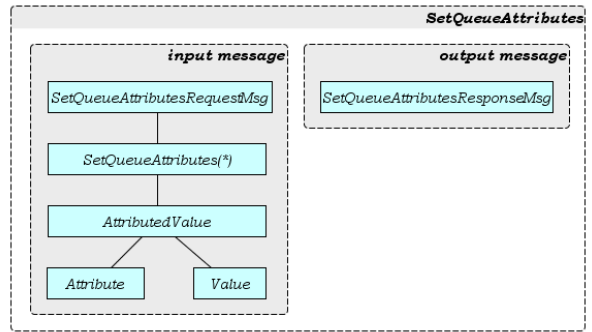 SetQueueAttributes
input message
output message
SetQueueAttributesRequestMsg
SetQueueAttributesResponseMsg
SetQueueAttributes(*)
AttributedValue
Attribute
Value